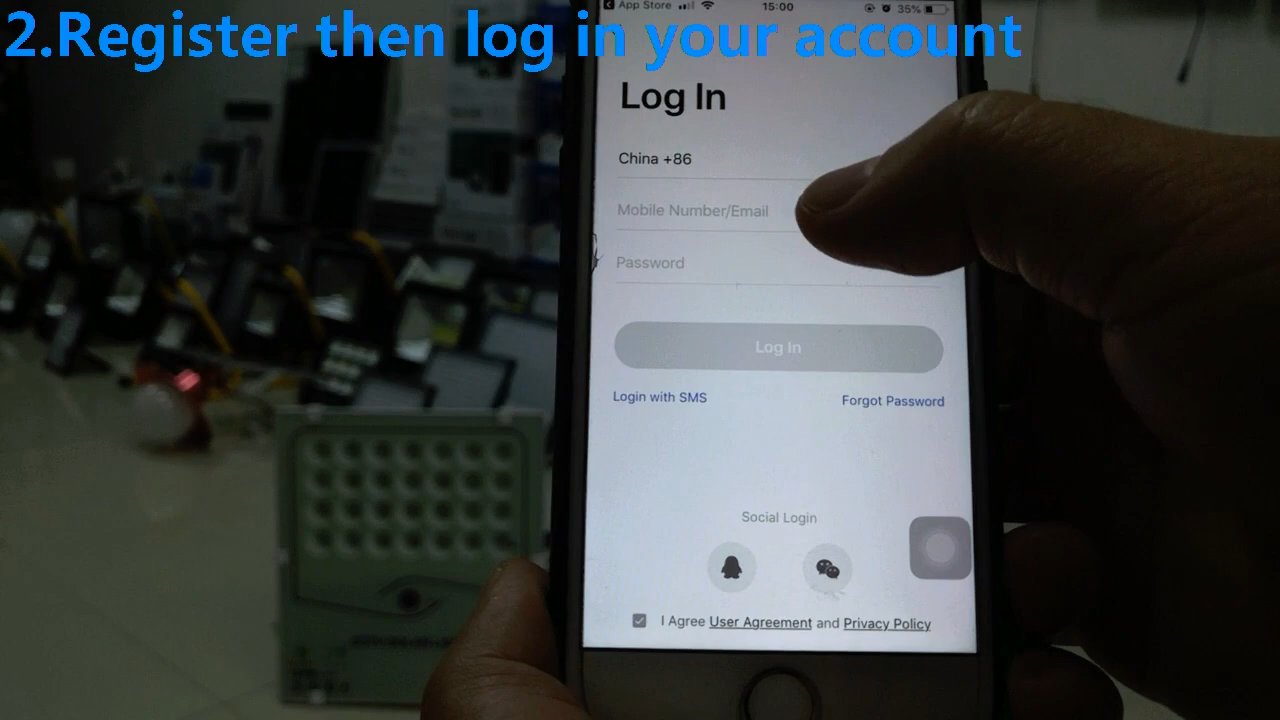 2.Register then log in your account
App Store 15:00 35%
Log In
China +86
Mobile Number/Email
Password
Log In
Login with SMS Forgot Password
Social Login
I Agree User Agreement and Privacy Policy